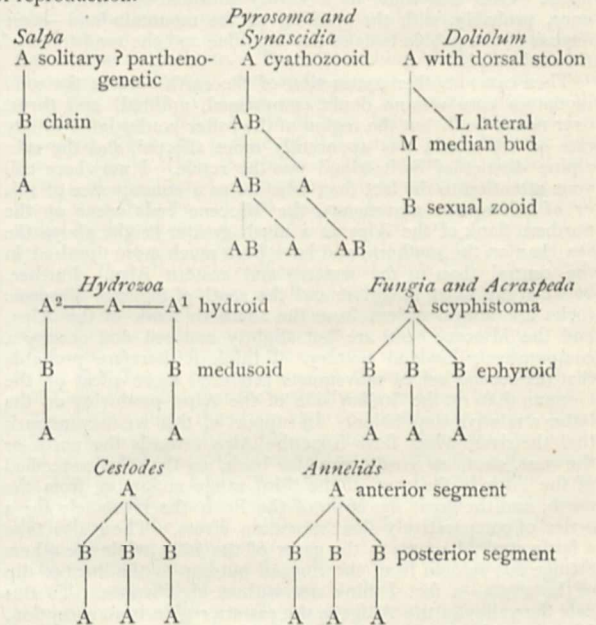 Pyrosoma and
Salpa Synascidia Doliolum
A solitary ? partheno- A cyathozooid A with dorsal stolon
genetic
B chain AB L lateral
M median bud
A AB A
B sexual zooid
AB A AB
Hydrozoa Fungia and Acraspeda
A² A A¹ hydroid A scyphistoma
B B medusoid B B B ephyroid
A A A A A
Cestodes Annelids
A A anterior segment
B B B B B B posterior segment
A A A A A A